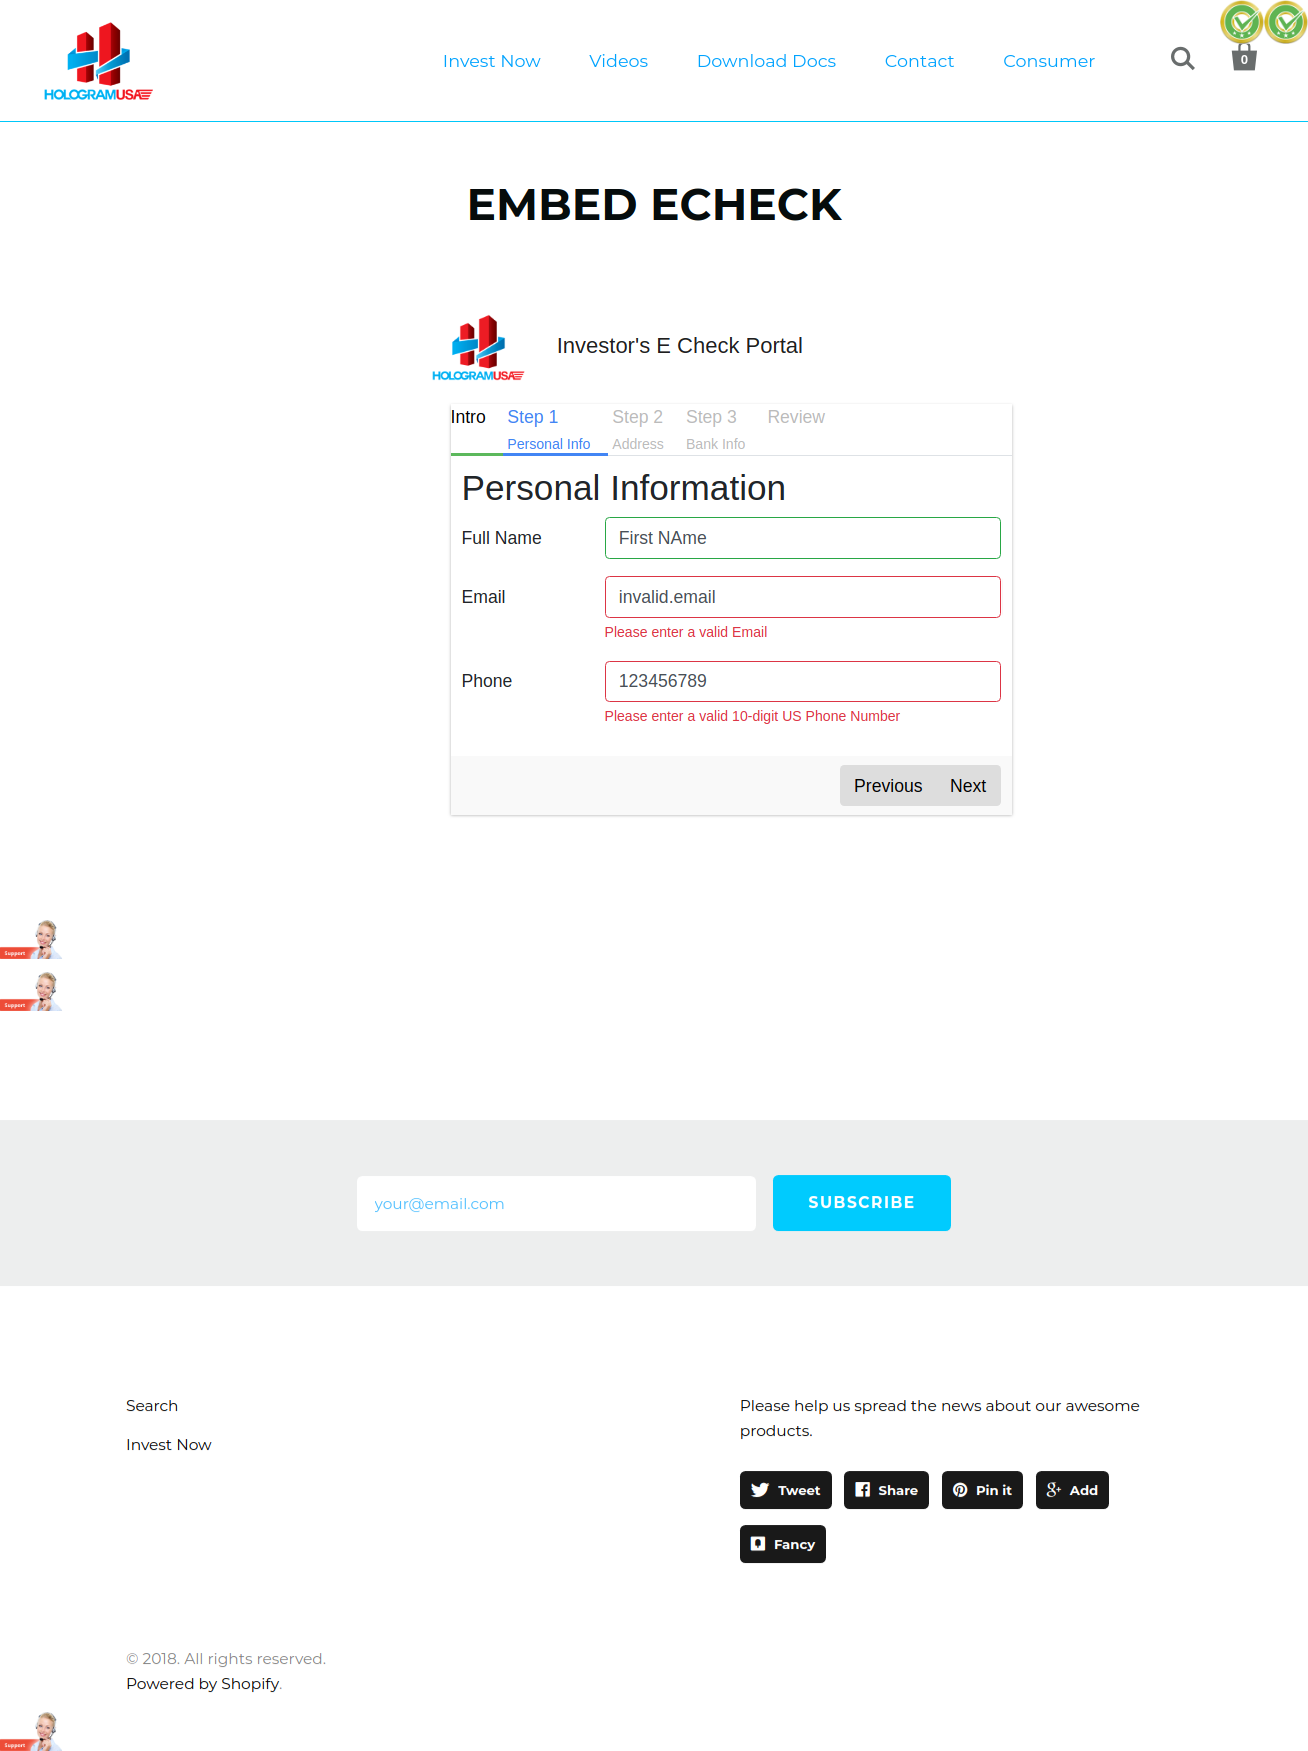 HOLOGRAMUSA
Invest Now
Videos
Download Docs
Contact
Consumer
0
EMBED ECHECK
HOLOGRAMUSA
Investor's E Check Portal
Intro
Step 1
Step 2
Step 3
Review
Personal Info
Address
Bank Info
Personal Information
Full Name
First NAme
Email
invalid.email
Please enter a valid Email
Phone
123456789
Please enter a valid 10-digit US Phone Number
Previous
Next
Support
Support
your@email.com
SUBSCRIBE
Search
Invest Now
Please help us spread the news about our awesome
products.
Tweet
Share
Pin it
Add
Fancy
© 2018. All rights reserved.
Powered by Shopify.
Support